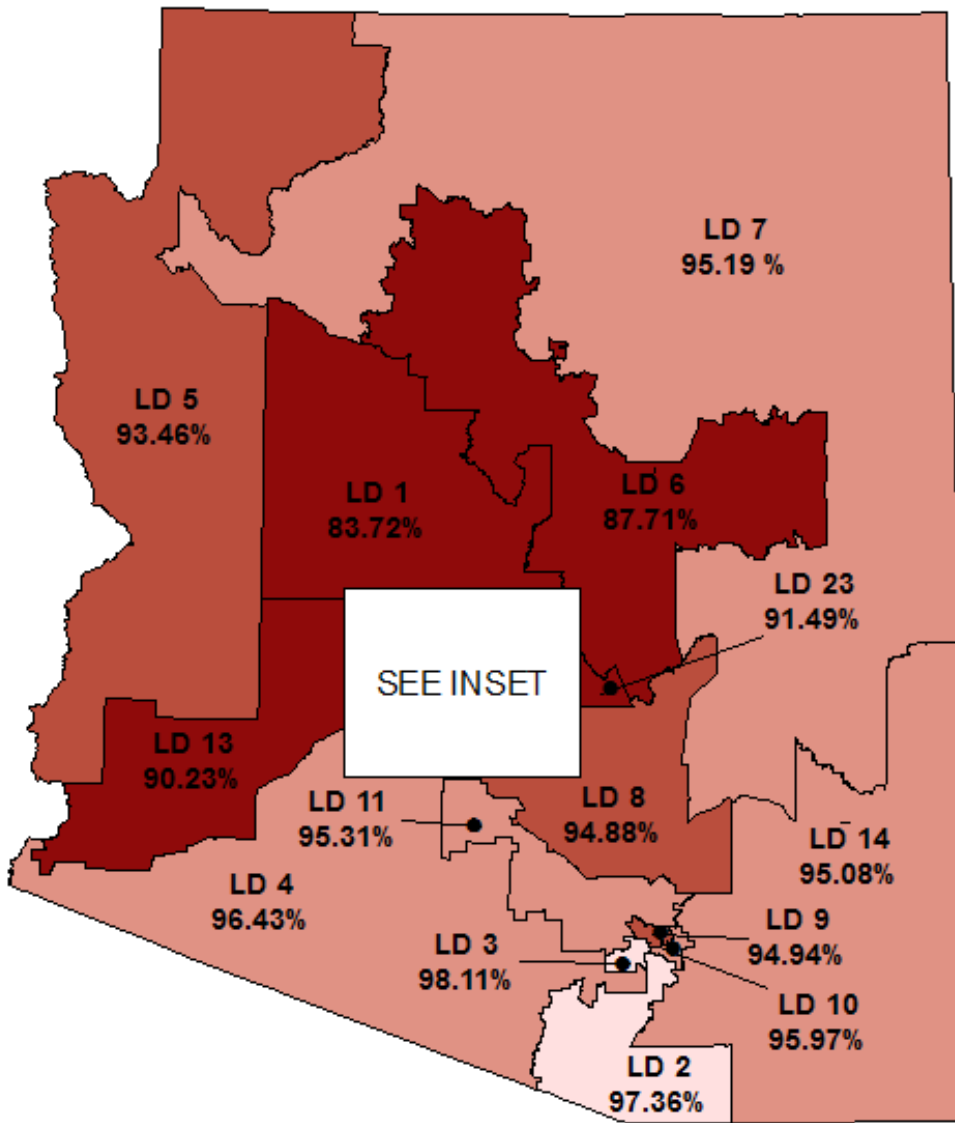 LD 7
95.19 %
LD 5
93.46%
LD 1
83.72%
LD 6
87.71%
LD 23
91.49%
SEE INSET
LD 13
90.23%
LD 11
95.31%
LD 8
94.88%
LD 14
95.08%
LD 4
96.43%
LD 9
94.94%
LD 3
98.11%
LD 10
95.97%
LD 2
97.36%